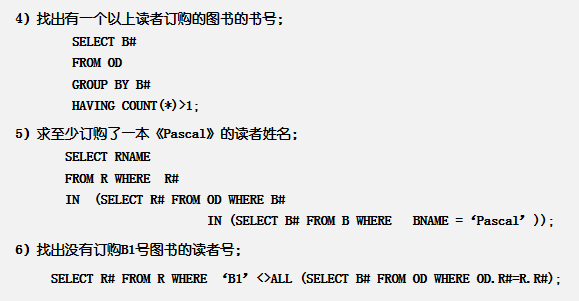 4）找出有一个以上读者订购的图书的书号；
SELECT B#
FROM OD
GROUP BY B#
HAVING COUNT(*)>1;
5）求至少订购了一本《Pascal》的读者姓名；
SELECT RNAME
FROM R WHERE R#
IN (SELECT R# FROM OD WHERE B#
IN (SELECT B# FROM B WHERE BNAME =‘Pascal’));
6）找出没有订购B1号图书的读者号；
SELECT R# FROM R WHERE ‘B1’<>ALL (SELECT B# FROM OD WHERE OD.R#=R.R#);